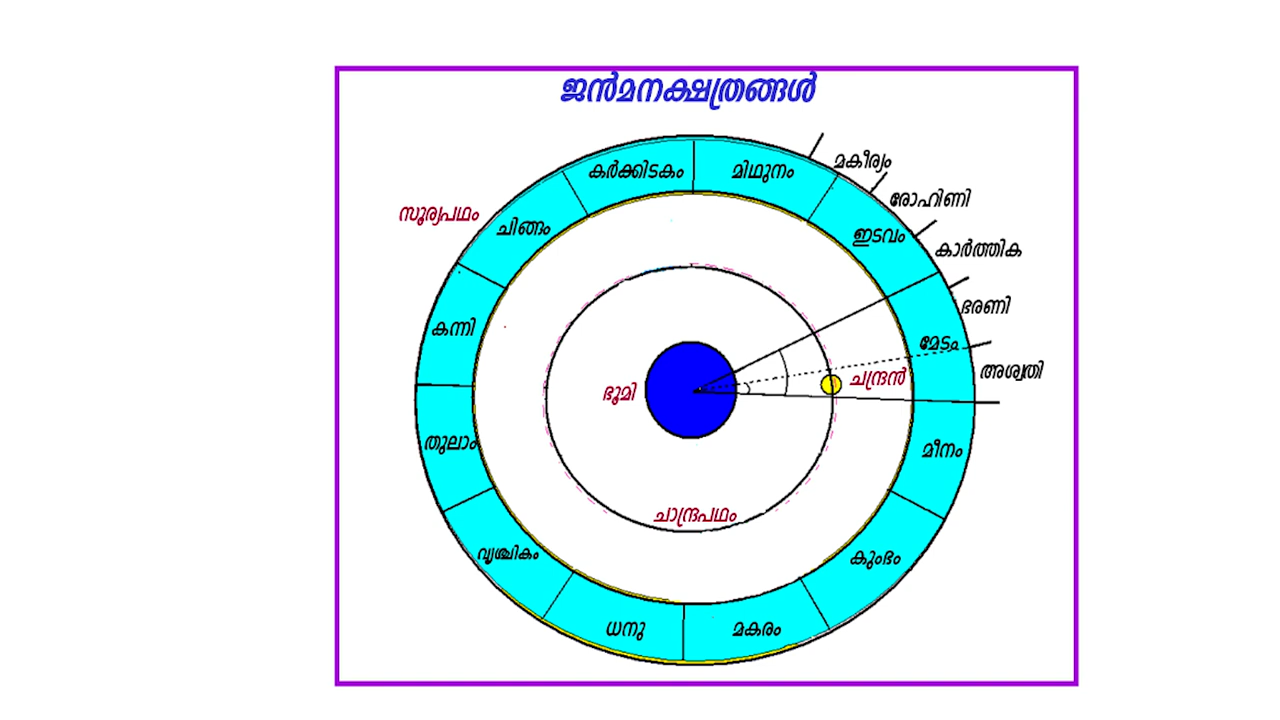 ജൻമനക്ഷത്രങ്ങൾ
മകീര്യം
കർക്കിടകം
മിഥുനം
രോഹിണി
സൂര്യപഥം
ചിങ്ങം
ഇടവം
കാർത്തിക
ഭരണി
കന്നി
മേടം
അശ്വതി
ചന്ദ്രൻ
ഭൂമി
തുലാം
മീനം
ചാന്ദ്രപഥം
വൃശ്ചികം
കുംഭം
ധനു
മകരം